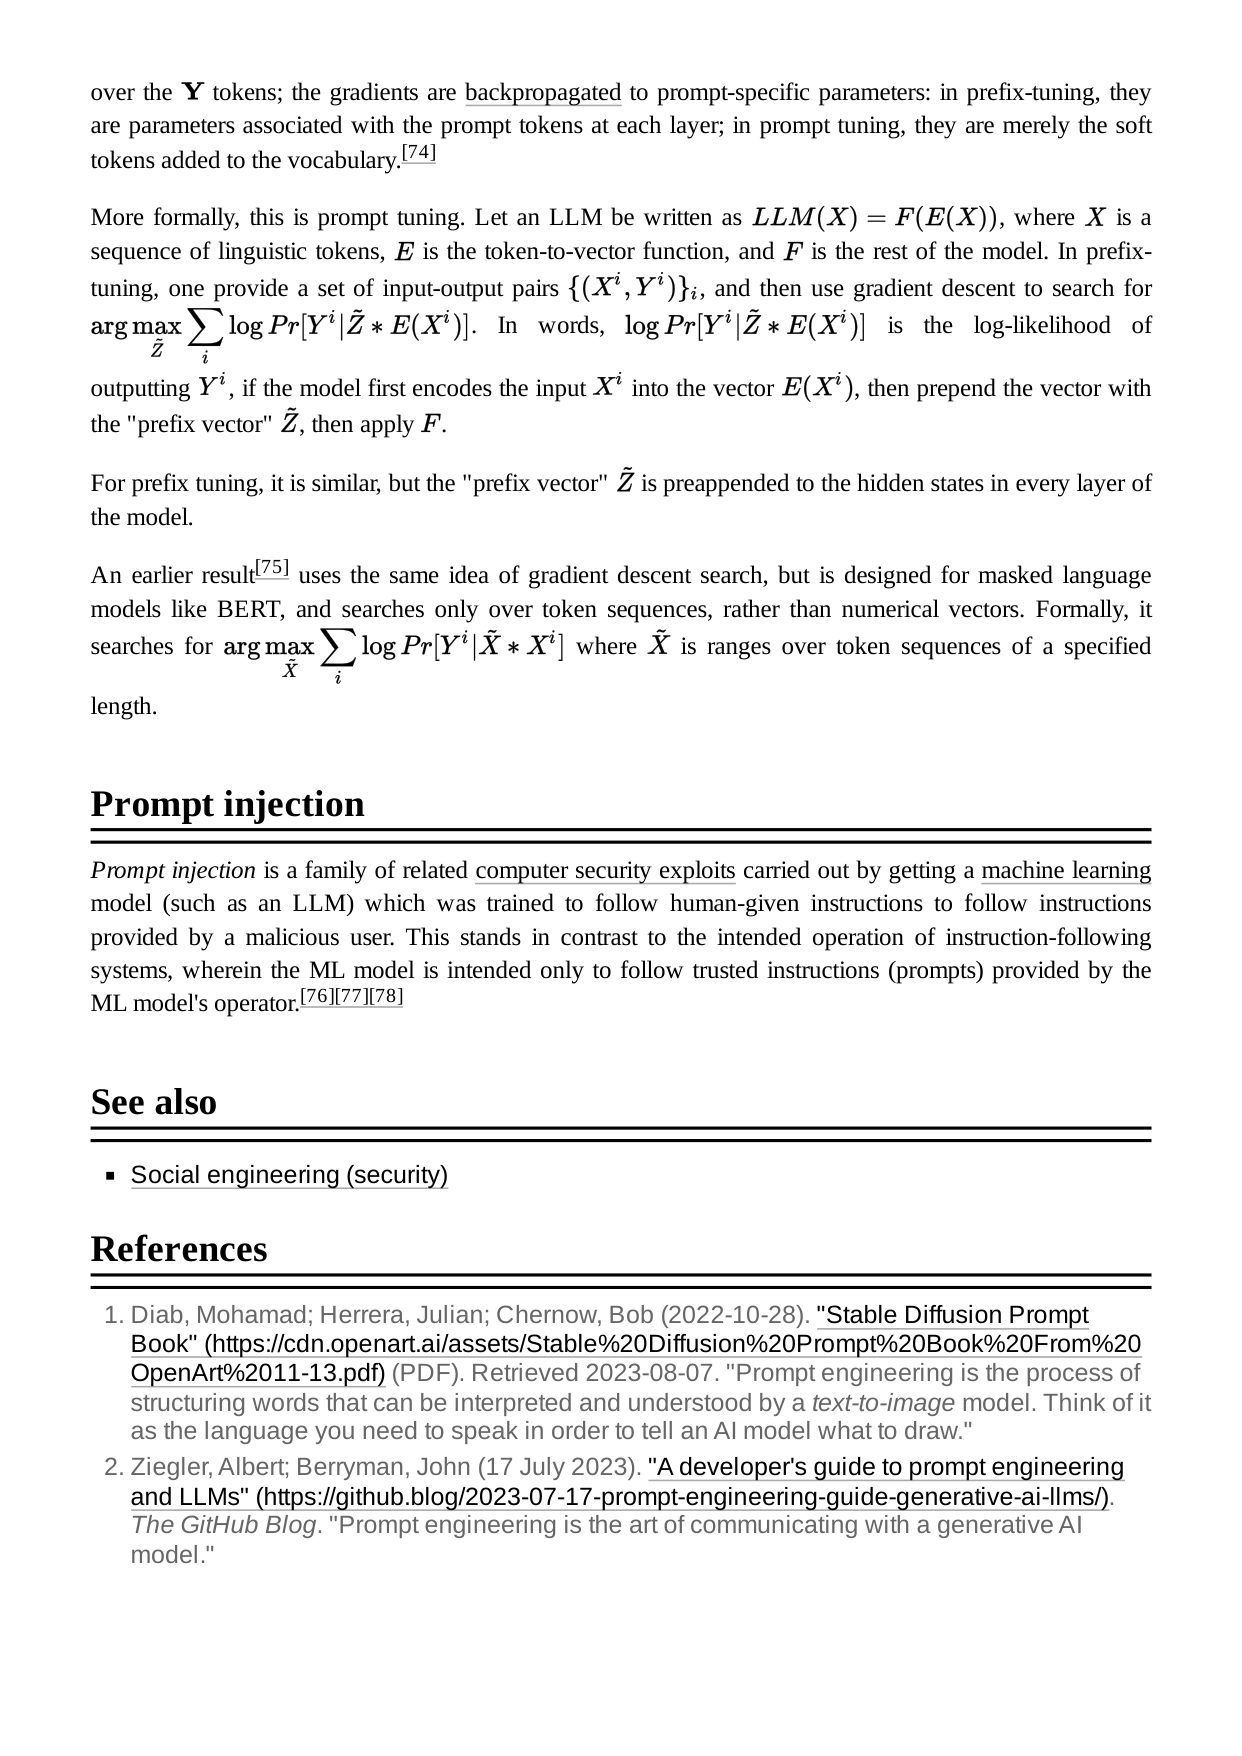 over the Y tokens; the gradients are backpropagated to prompt-specific parameters: in prefix-tuning, they
are parameters associated with the prompt tokens at each layer; in prompt tuning, they are merely the soft
tokens added to the vocabulary.[74]
More formally, this is prompt tuning. Let an LLM be written as LLM(X) = F(E(X)), where X is a
sequence of linguistic tokens, E is the token-to-vector function, and F is the rest of the model. In prefix-
tuning, one provide a set of input-output pairs {(X^i, Y^i)}_i, and then use gradient descent to search for
arg max_Z̃ ∑_i log Pr[Y^i|Z̃ ∗ E(X^i)]. In words, log Pr[Y^i|Z̃ ∗ E(X^i)] is the log-likelihood of
outputting Y^i, if the model first encodes the input X^i into the vector E(X^i), then prepend the vector with
the "prefix vector" Z̃, then apply F.
For prefix tuning, it is similar, but the "prefix vector" Z̃ is preappended to the hidden states in every layer of
the model.
An earlier result[75] uses the same idea of gradient descent search, but is designed for masked language
models like BERT, and searches only over token sequences, rather than numerical vectors. Formally, it
searches for arg max_X̃ ∑_i log Pr[Y^i|X̃ ∗ X^i] where X̃ is ranges over token sequences of a specified
length.
Prompt injection
Prompt injection is a family of related computer security exploits carried out by getting a machine learning
model (such as an LLM) which was trained to follow human-given instructions to follow instructions
provided by a malicious user. This stands in contrast to the intended operation of instruction-following
systems, wherein the ML model is intended only to follow trusted instructions (prompts) provided by the
ML model's operator.[76][77][78]
See also
▪ Social engineering (security)
References
1. Diab, Mohamad; Herrera, Julian; Chernow, Bob (2022-10-28). "Stable Diffusion Prompt
Book" (https://cdn.openart.ai/assets/Stable%20Diffusion%20Prompt%20Book%20From%20
OpenArt%2011-13.pdf) (PDF). Retrieved 2023-08-07. "Prompt engineering is the process of
structuring words that can be interpreted and understood by a text-to-image model. Think of it
as the language you need to speak in order to tell an AI model what to draw."
2. Ziegler, Albert; Berryman, John (17 July 2023). "A developer's guide to prompt engineering
and LLMs" (https://github.blog/2023-07-17-prompt-engineering-guide-generative-ai-llms/).
The GitHub Blog. "Prompt engineering is the art of communicating with a generative AI
model."